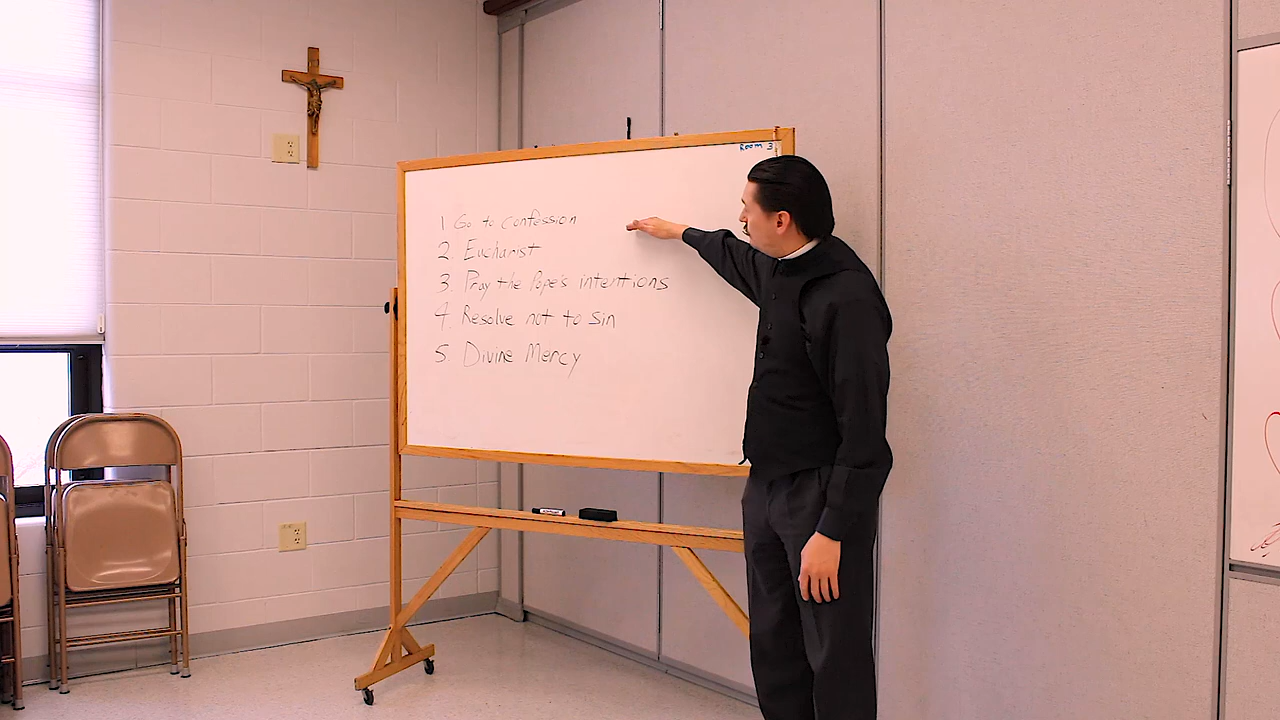 Room 3
1 Go to Confession
2. Eucharist
3. Pray the Pope's intentions
4. Resolve not to sin
5. Divine Mercy